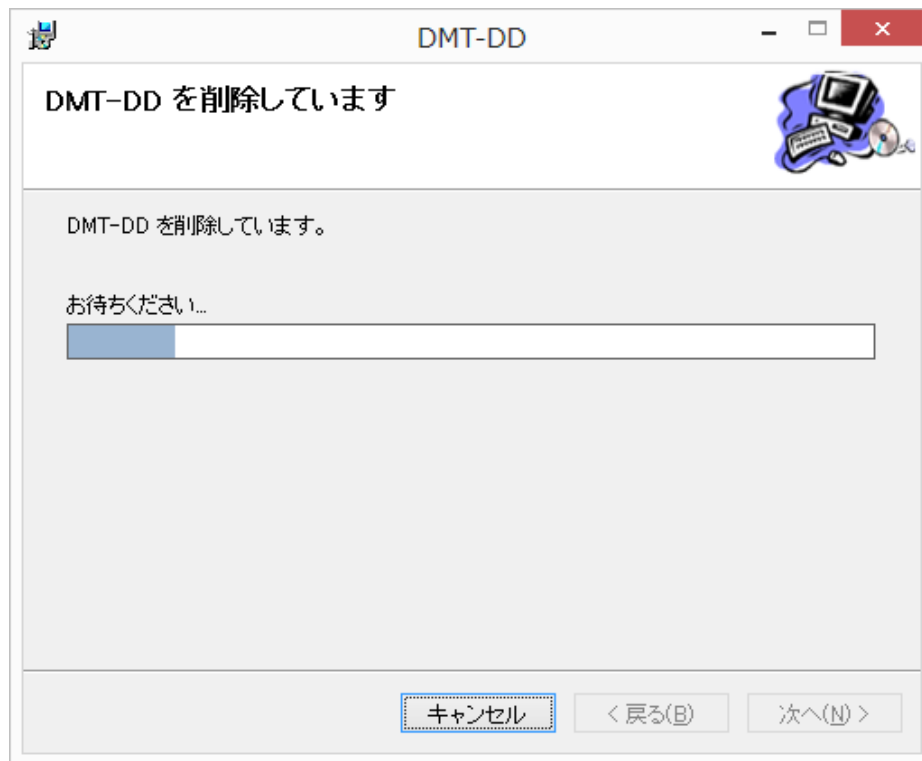 DMT-DD
DMT-DD を削除しています
DMT-DD を削除しています。
お待ちください...
キャンセル
< 戻る(B)
次へ(N) >